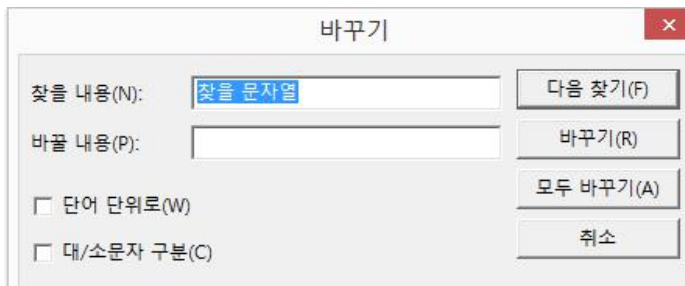 바꾸기
찾을 내용(N):
찾을 문자열
다음 찾기(F)
바꿀 내용(P):
바꾸기(R)
모두 바꾸기(A)
단어 단위로(W)
취소
대/소문자 구분(C)